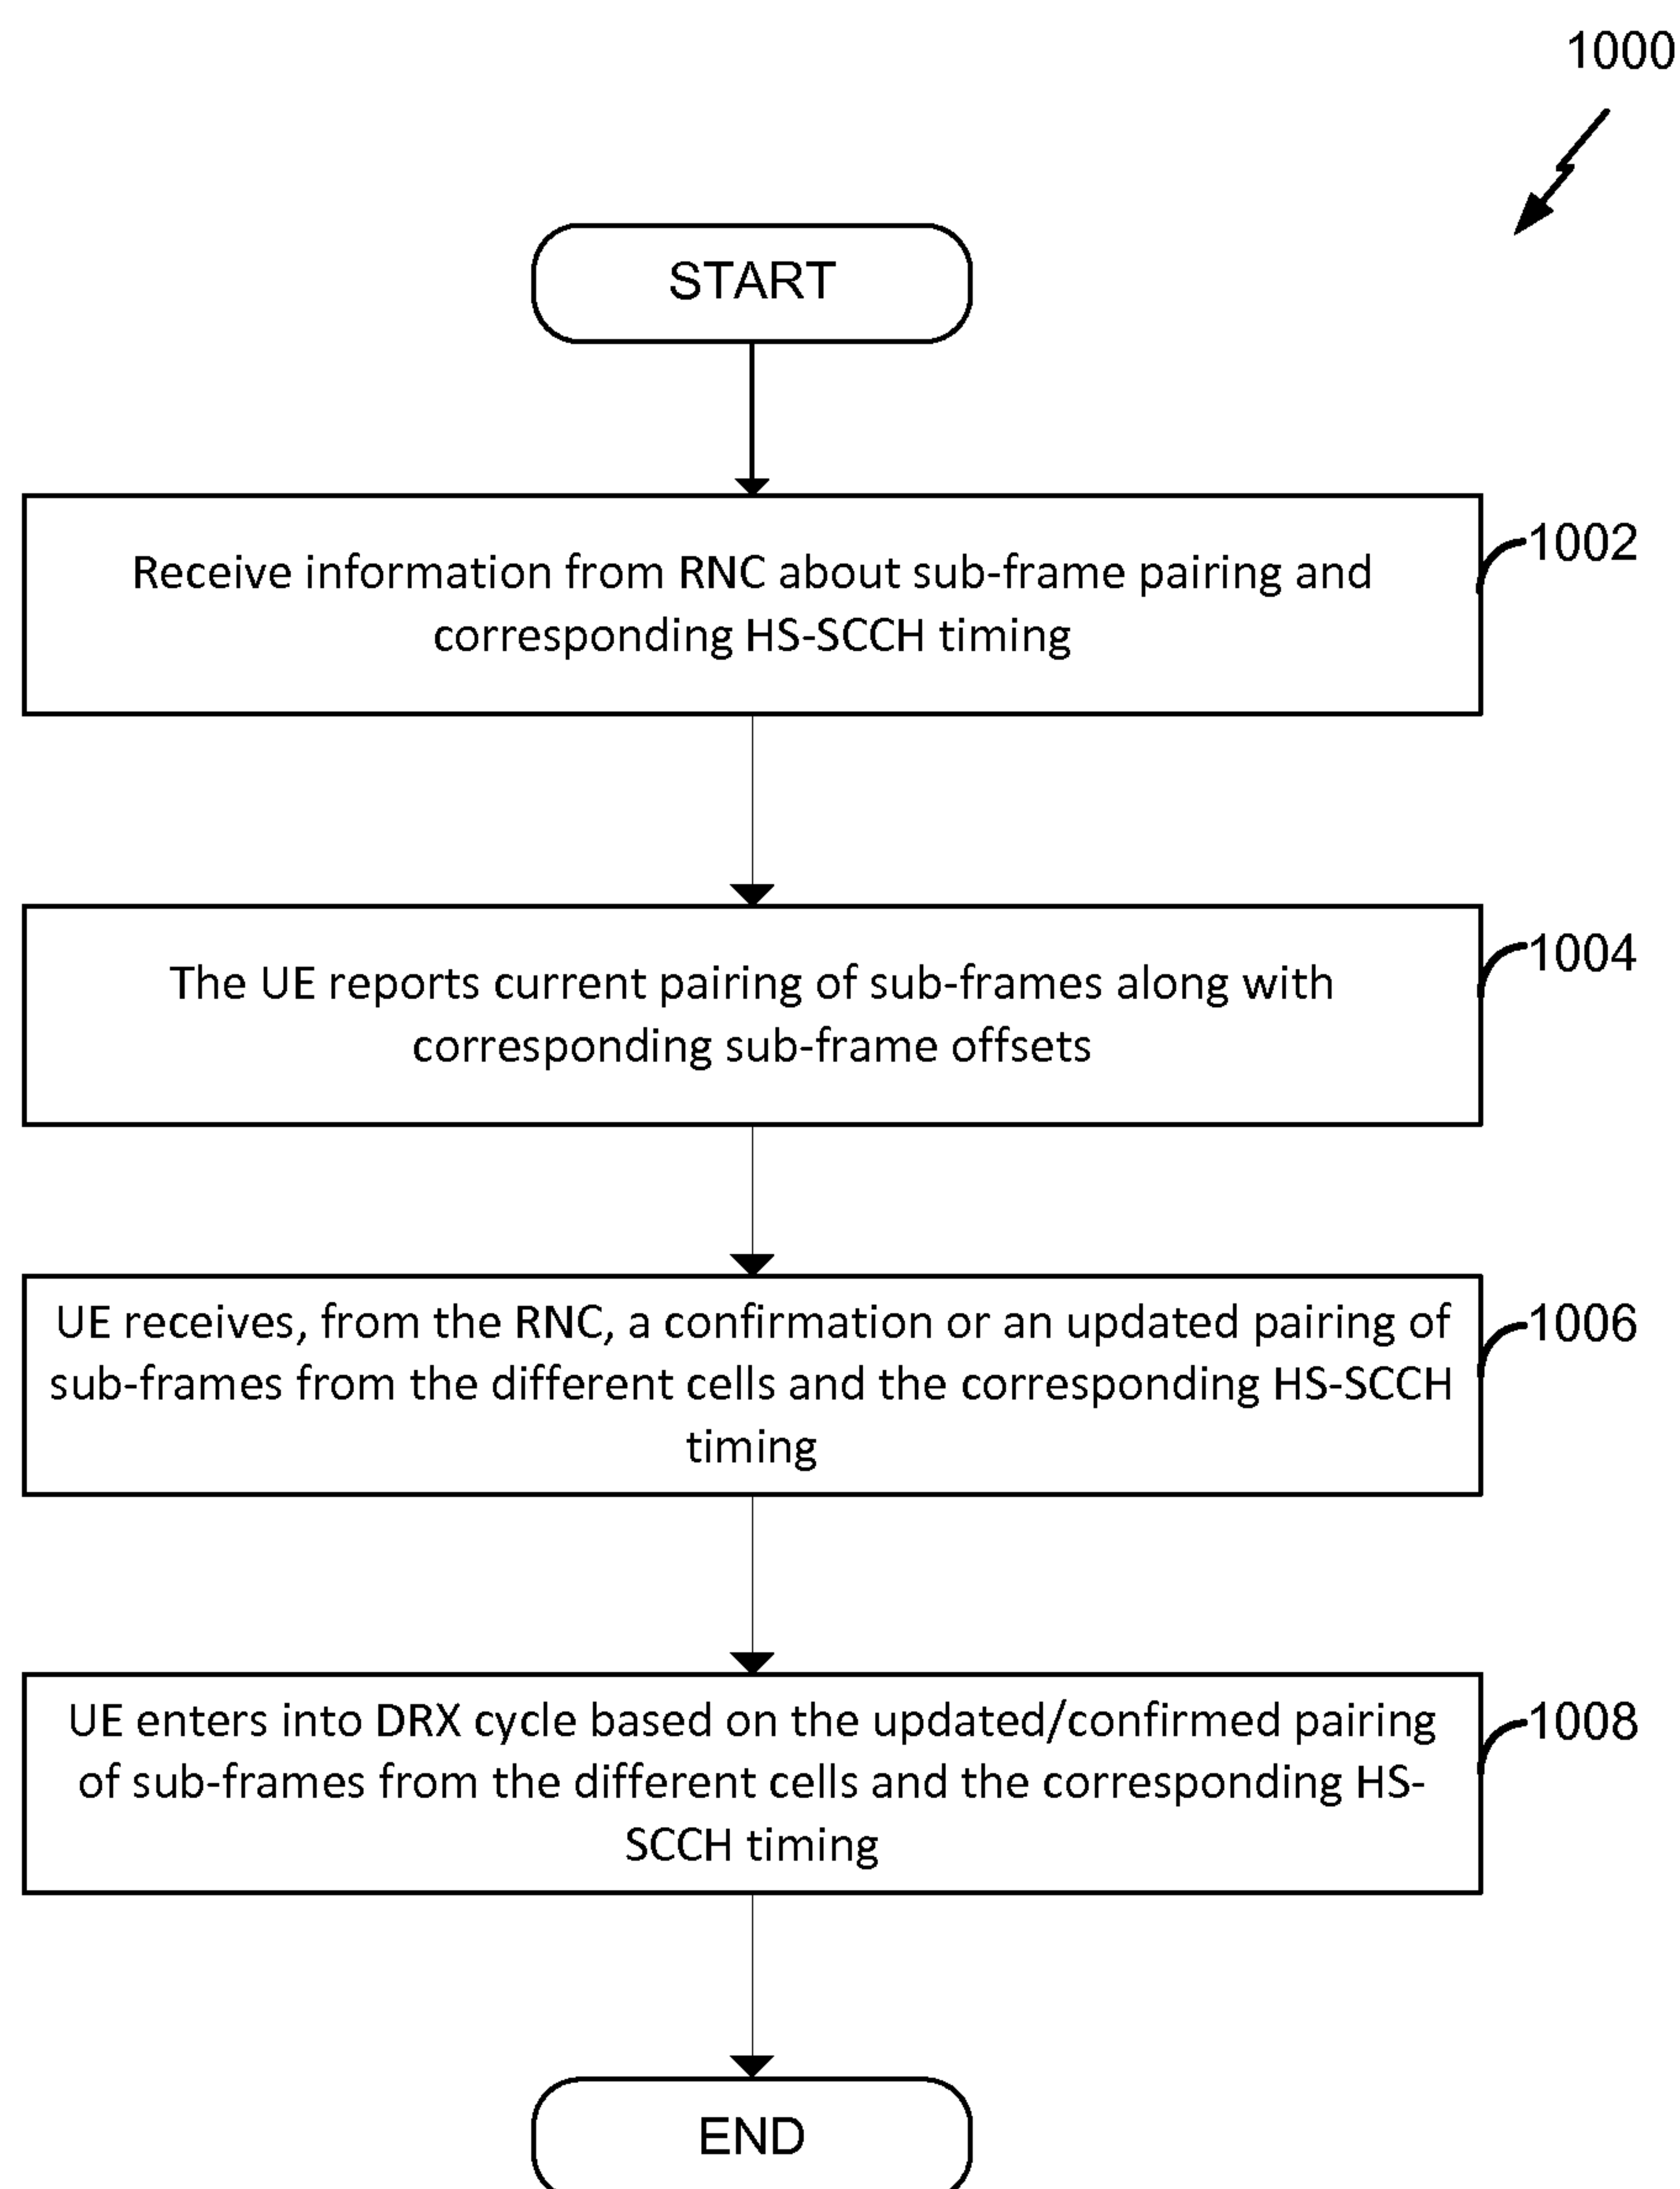 1000
START
Receive information from RNC about sub-frame pairing and
corresponding HS-SCCH timing
1002
The UE reports current pairing of sub-frames along with
corresponding sub-frame offsets
1004
UE receives, from the RNC, a confirmation or an updated pairing of
sub-frames from the different cells and the corresponding HS-SCCH
timing
1006
UE enters into DRX cycle based on the updated/confirmed pairing
of sub-frames from the different cells and the corresponding HS-
SCCH timing
1008
END